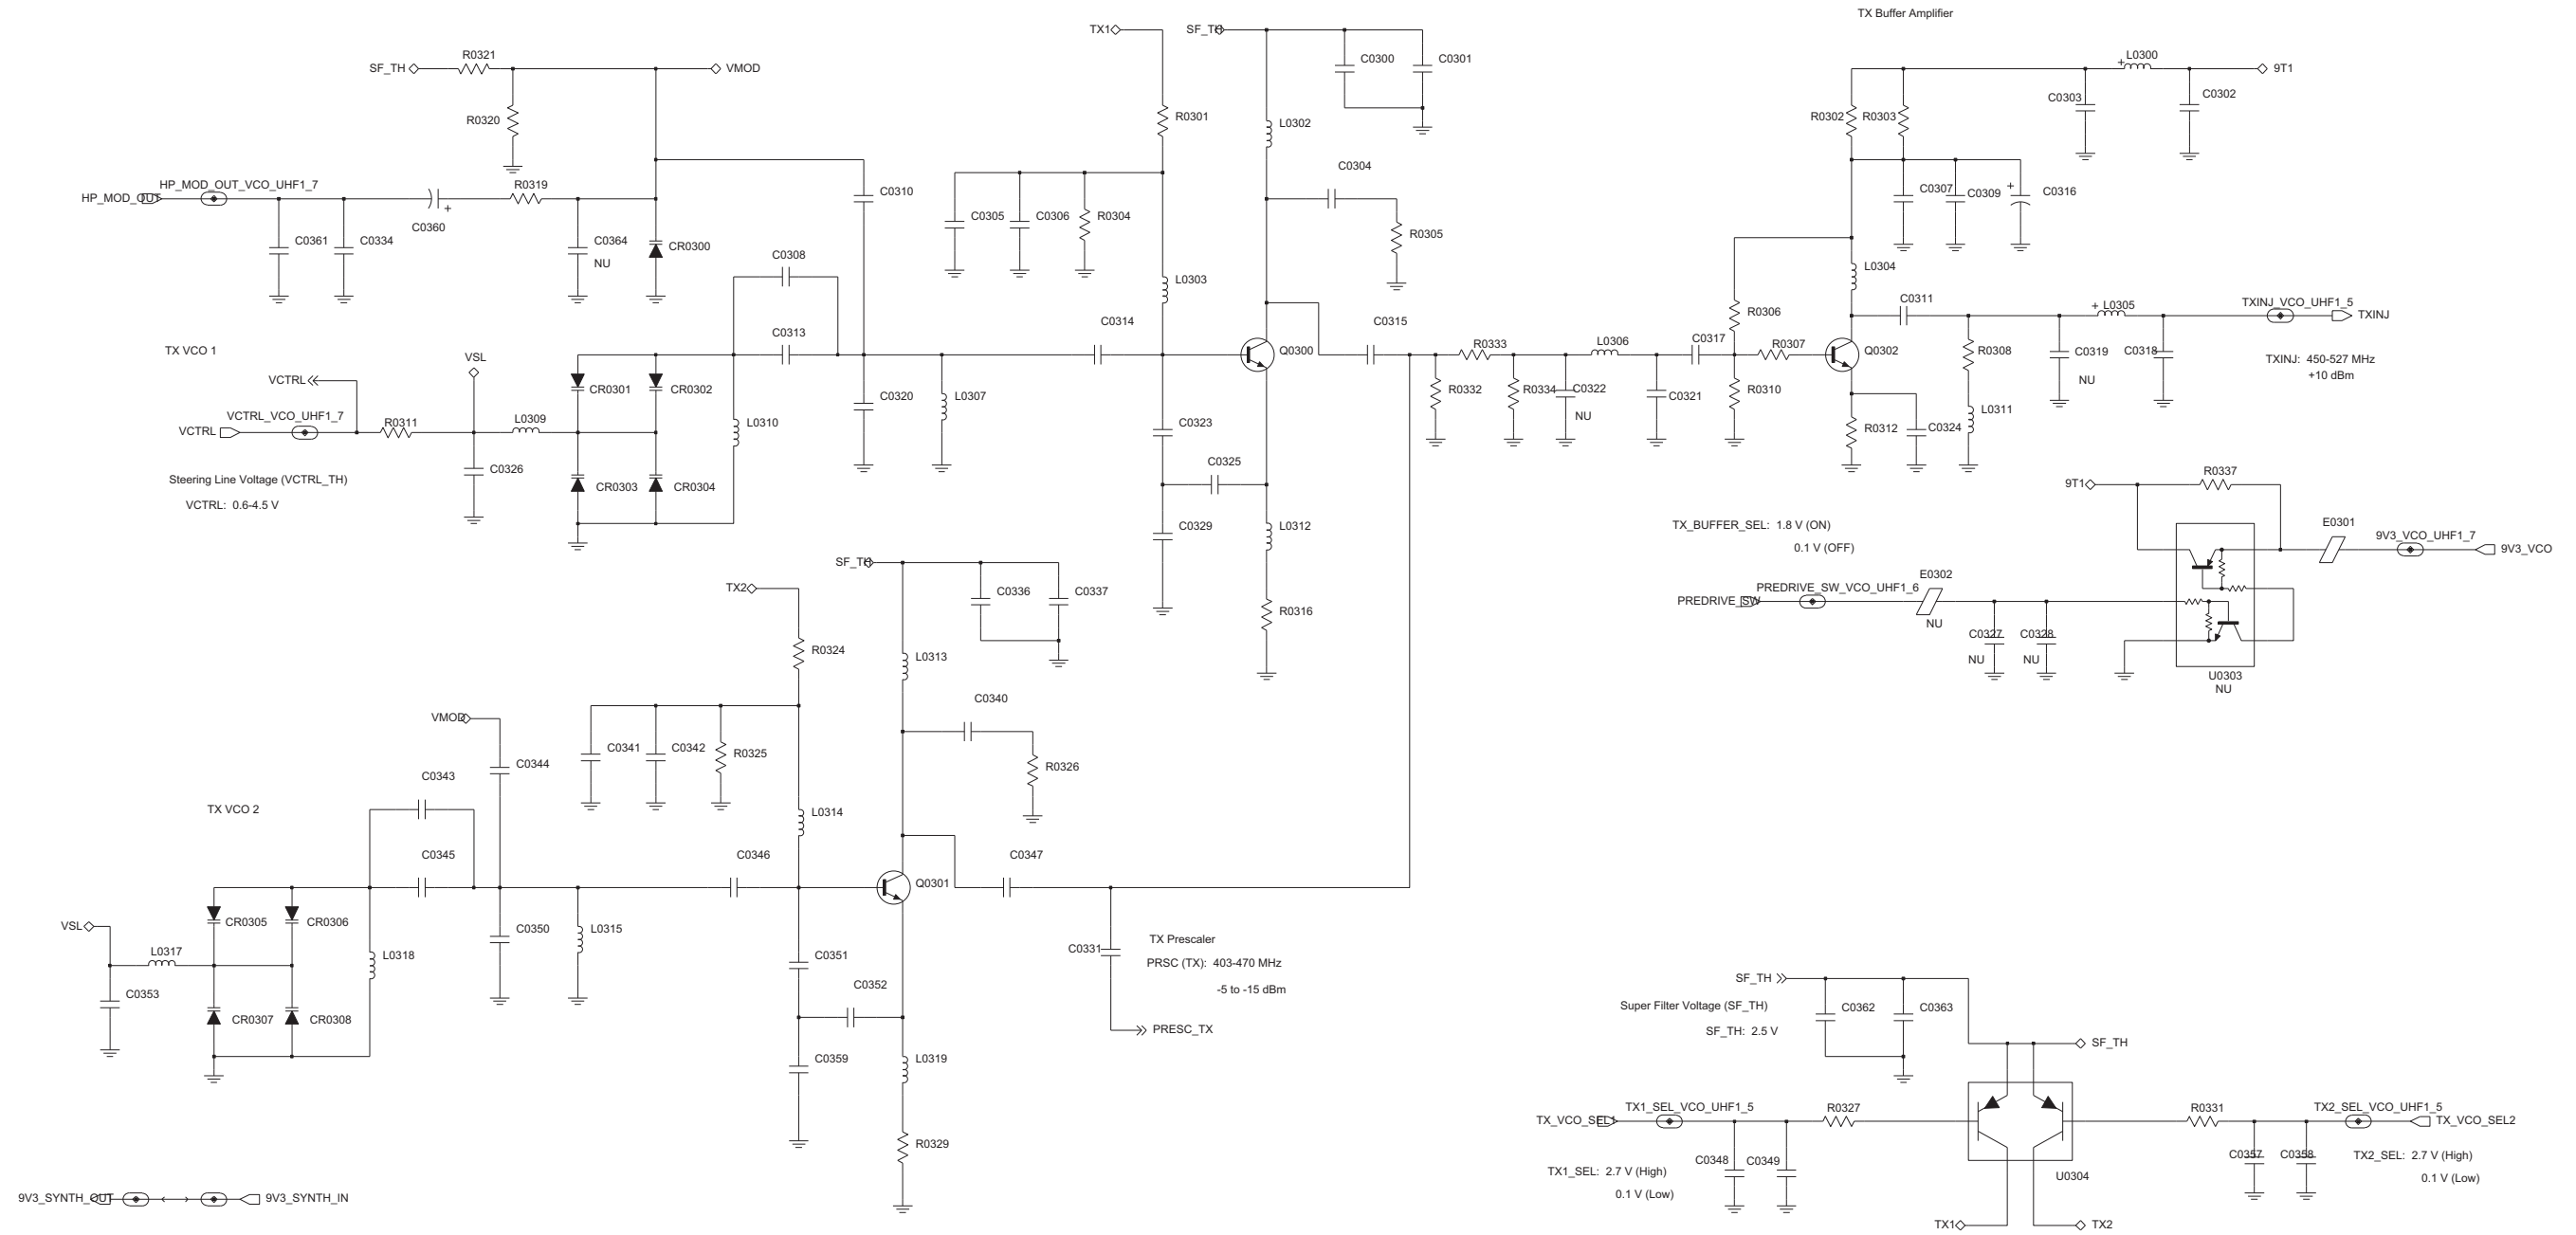 TX Buffer Amplifier
TX1
SF_TH
R0321
SF_TH
VMOD
C0300
C0301
L0300
+
9T1
R0320
R0301
L0302
R0302
R0303
C0303
C0302
HP_MOD_OUT_VCO_UHF1_7
HP_MOD_OUT
R0319
C0310
C0304
C0307
C0309
+
C0316
C0360
+
C0361
C0334
C0364
NU
CR0300
C0305
C0306
R0304
R0305
C0308
L0303
L0304
C0311
+ L0305
TXINJ_VCO_UHF1_5
TXINJ
C0313
C0314
C0315
R0306
TX VCO 1
VSL
Q0300
R0333
L0306
C0317
R0307
Q0302
R0308
C0319
NU
C0318
TXINJ: 450-527 MHz
+10 dBm
VCTRL
CR0301
CR0302
C0320
L0307
R0332
R0334
C0322
NU
C0321
R0310
VCTRL_VCO_UHF1_7
VCTRL
R0311
L0309
L0310
C0323
R0312
C0324
L0311
C0326
Steering Line Voltage (VCTRL_TH)
VCTRL: 0.6-4.5 V
CR0303
CR0304
C0325
C0329
L0312
9T1
R0337
TX_BUFFER_SEL: 1.8 V (ON)
0.1 V (OFF)
E0301
9V3_VCO_UHF1_7
9V3_VCO
SF_TH
TX2
C0336
C0337
R0316
E0302
NU
PREDRIVE_SW_VCO_UHF1_6
PREDRIVE_SW
C0327
NU
C0328
NU
U0303
NU
R0324
L0313
C0340
VMOD
C0341
C0342
R0325
R0326
C0344
C0343
TX VCO 2
L0314
C0345
C0346
C0347
Q0301
VSL
CR0305
CR0306
C0350
L0315
L0317
L0318
C0351
C0331
TX Prescaler
PRSC (TX): 403-470 MHz
-5 to -15 dBm
C0353
CR0307
CR0308
C0352
PRESC_TX
C0359
L0319
SF_TH
Super Filter Voltage (SF_TH)
SF_TH: 2.5 V
C0362
C0363
SF_TH
TX1_SEL_VCO_UHF1_5
TX_VCO_SEL1
R0327
R0331
TX2_SEL_VCO_UHF1_5
TX_VCO_SEL2
R0329
TX1_SEL: 2.7 V (High)
0.1 V (Low)
C0348
C0349
U0304
C0357
C0358
TX2_SEL: 2.7 V (High)
0.1 V (Low)
9V3_SYNTH_OUT
9V3_SYNTH_IN
TX1
TX2